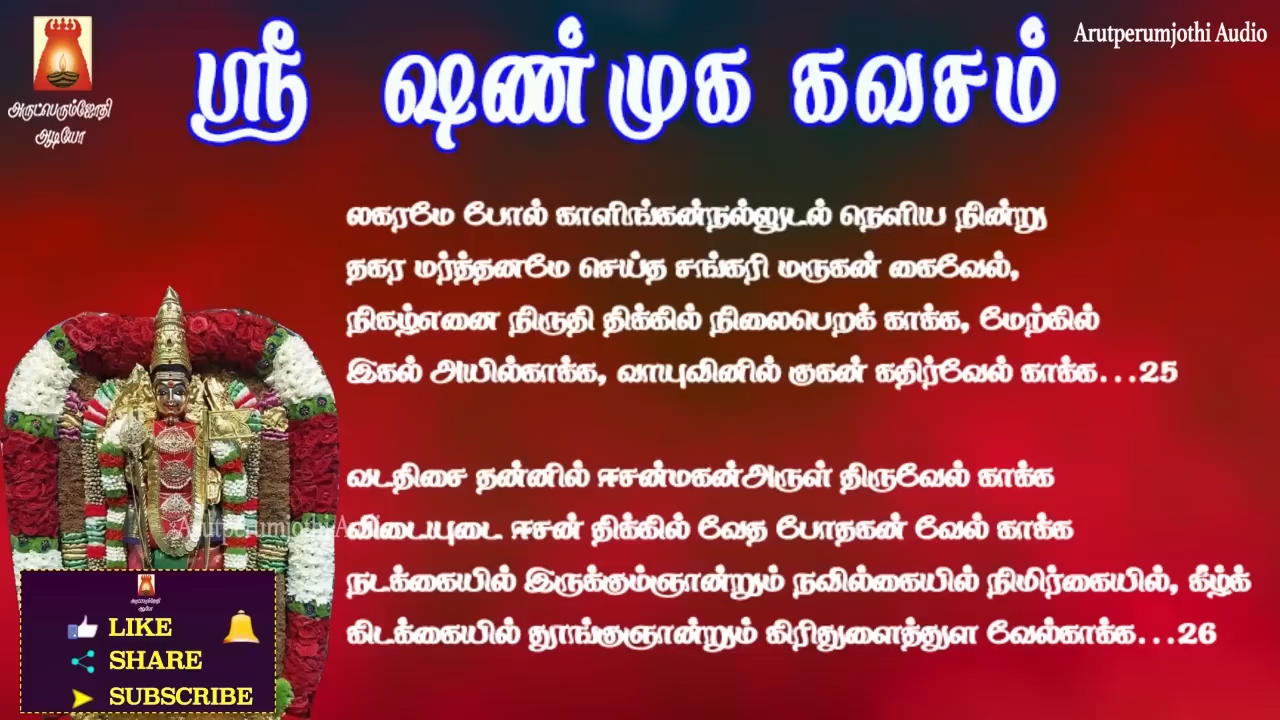 Arutperumjothi Audio
ஸ்ரீ ஷண்முக கவசம்
அருட்பெரும்ஜோதி
ஆடியோ
லகரமே போல் காளிங்கன்நல்லுடல் நெளிய நின்று
தகர மர்த்தனமே செய்த சங்கரி மருகன் கைவேல்,
நிகழ்எனை நிருதி திக்கில் நிலைபெறக் காக்க, மேற்கில்
இகல் அயில்காக்க, வாயுவினில் குகன் கதிர்வேல் காக்க...25
வடதிசை தன்னில் ஈசன்மகன்அருள் திருவேல் காக்க
விடையுடை ஈசன் திக்கில் வேத போதகன் வேல் காக்க
நடக்கையில் இருக்கும்ஞான்றும் நவில்கையில் நிமிர்கையில், கீழ்க்
கிடக்கையில் தூங்குஞான்றும் கிரிதுளைத்துள வேல்காக்க...26
Arutperumjothi A
LIKE
SHARE
SUBSCRIBE